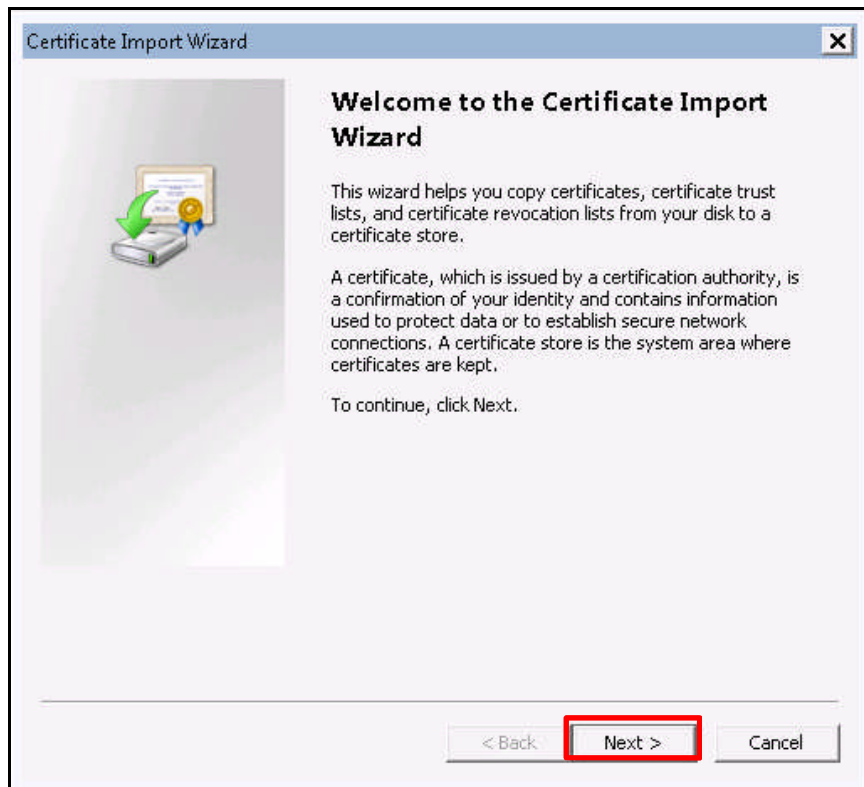 Certificate Import Wizard
Welcome to the Certificate Import
Wizard
This wizard helps you copy certificates, certificate trust
lists, and certificate revocation lists from your disk to a
certificate store.
A certificate, which is issued by a certification authority, is
a confirmation of your identity and contains information
used to protect data or to establish secure network
connections. A certificate store is the system area where
certificates are kept.
To continue, click Next.
< Back Next > Cancel